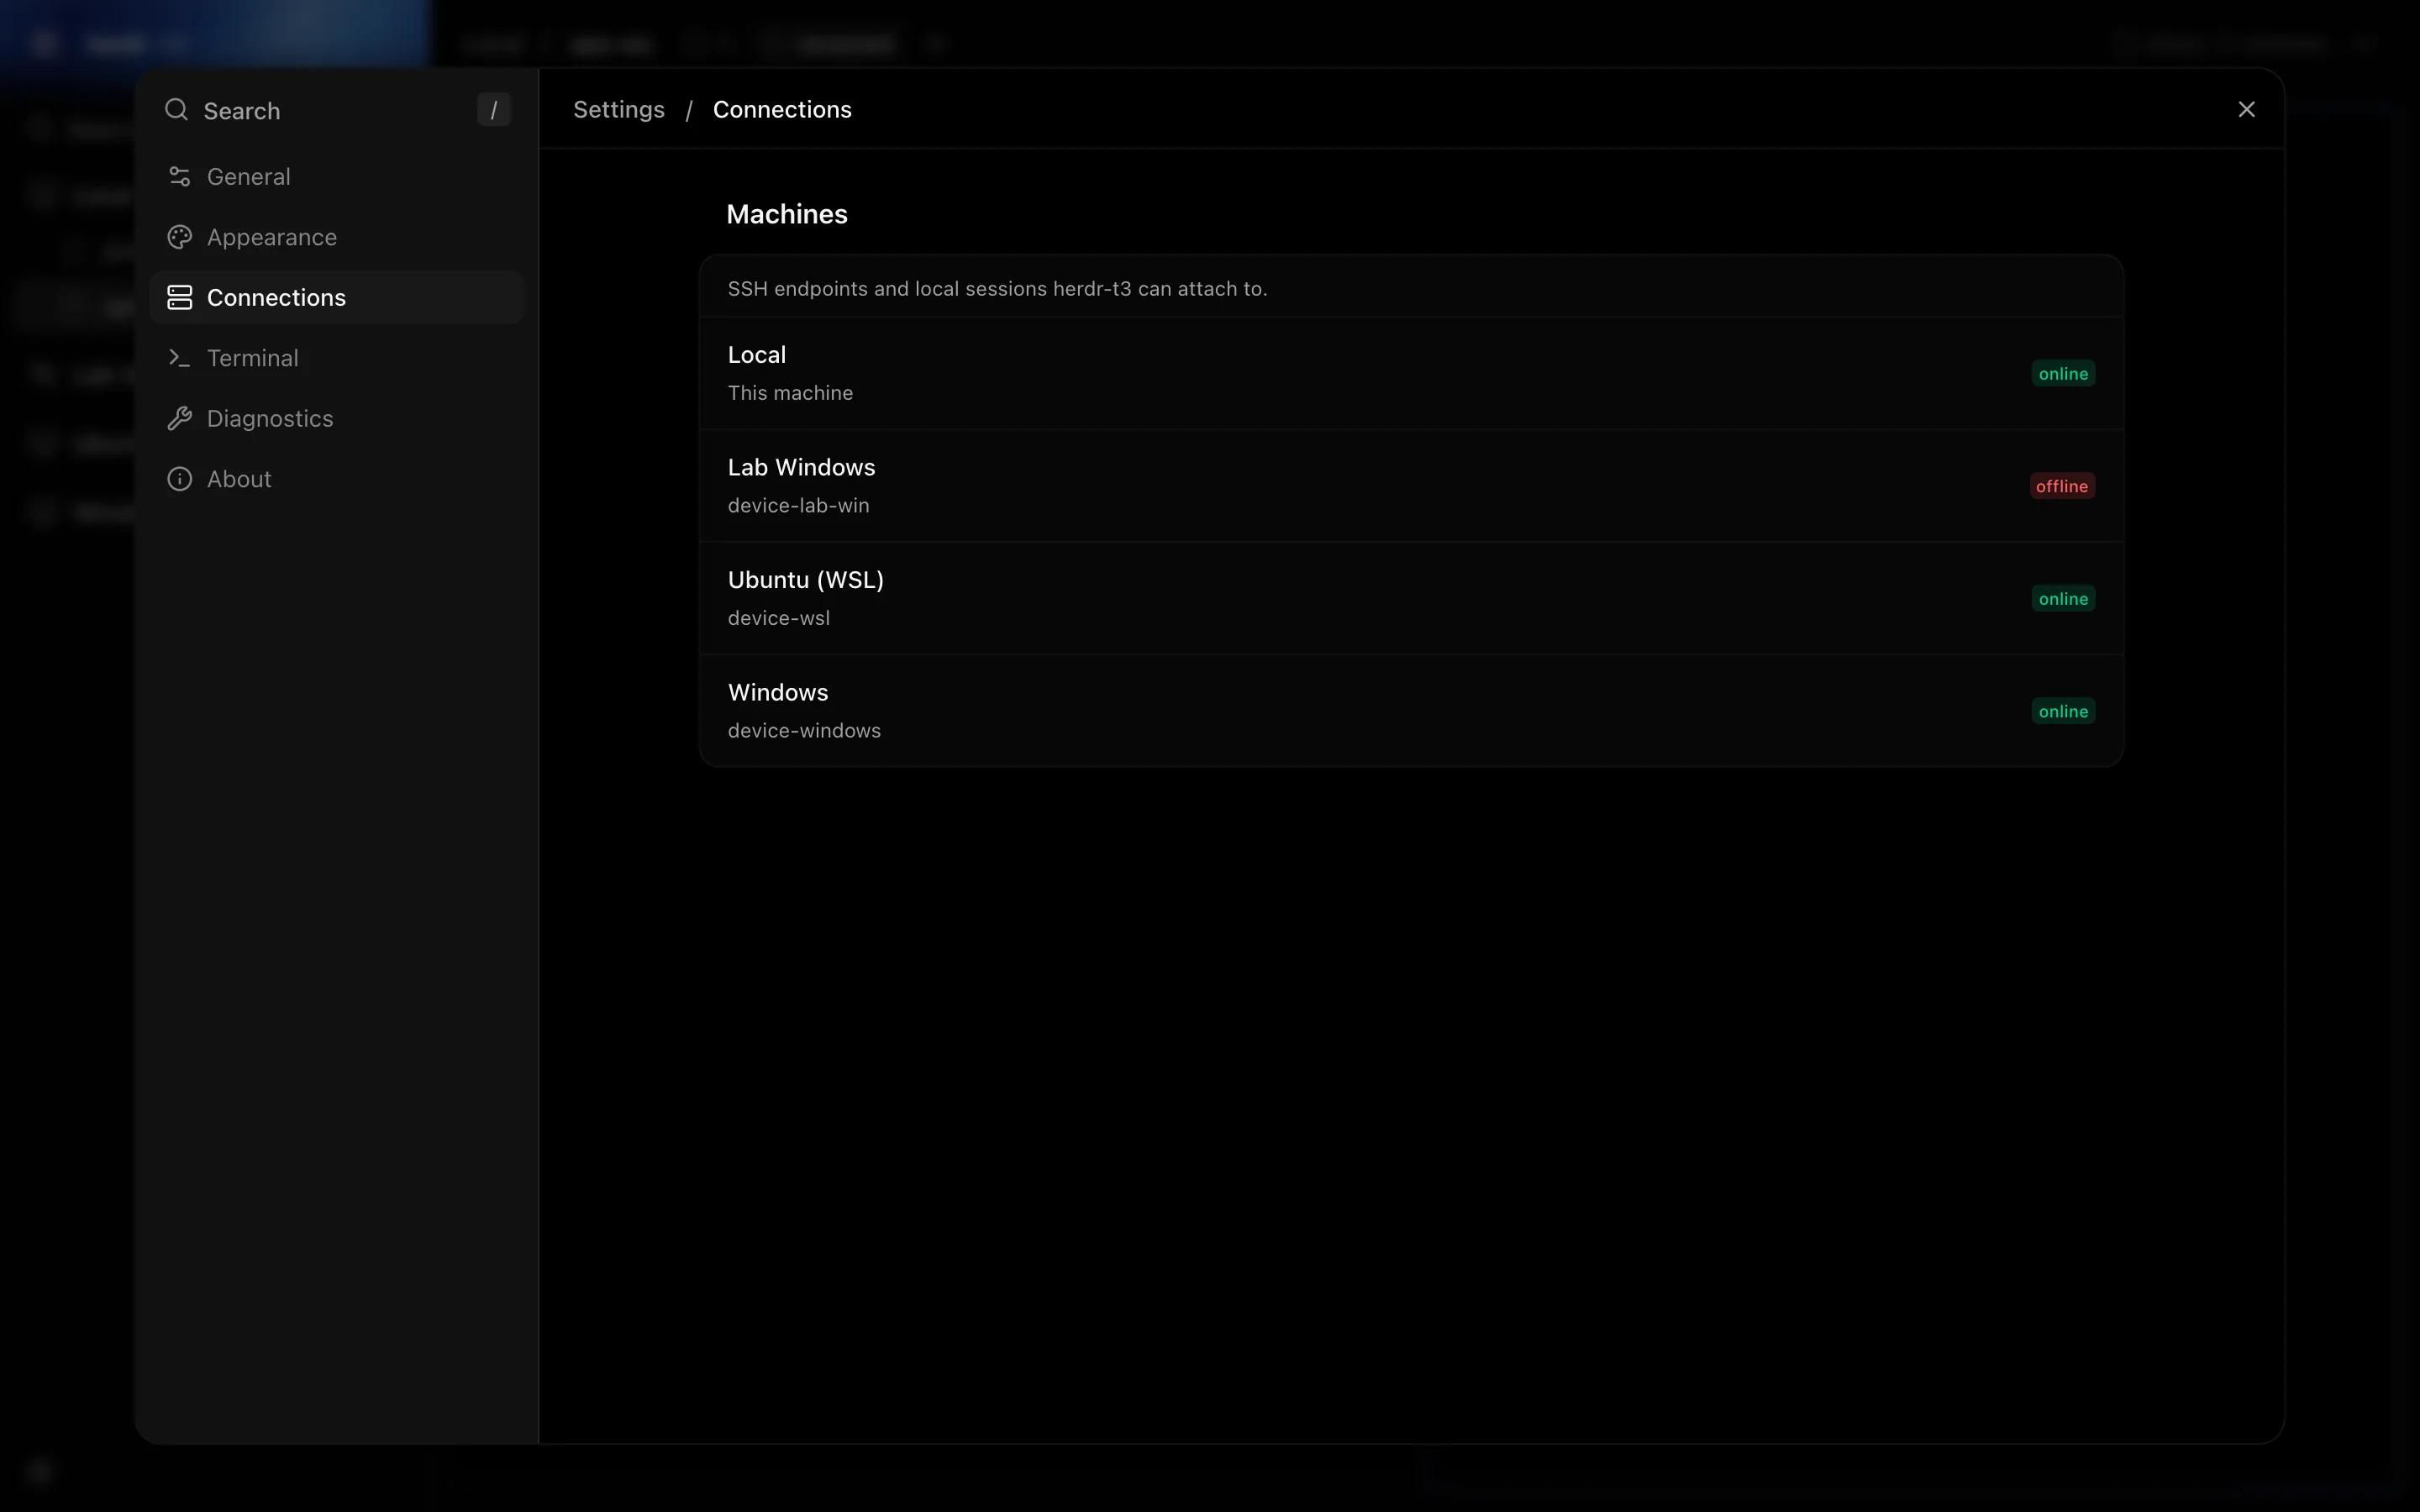 Search /
General
Appearance
Connections
Terminal
Diagnostics
About
Settings / Connections
Machines
SSH endpoints and local sessions herdr-t3 can attach to.
Local
This machine
online
Lab Windows
device-lab-win
offline
Ubuntu (WSL)
device-wsl
online
Windows
device-windows
online